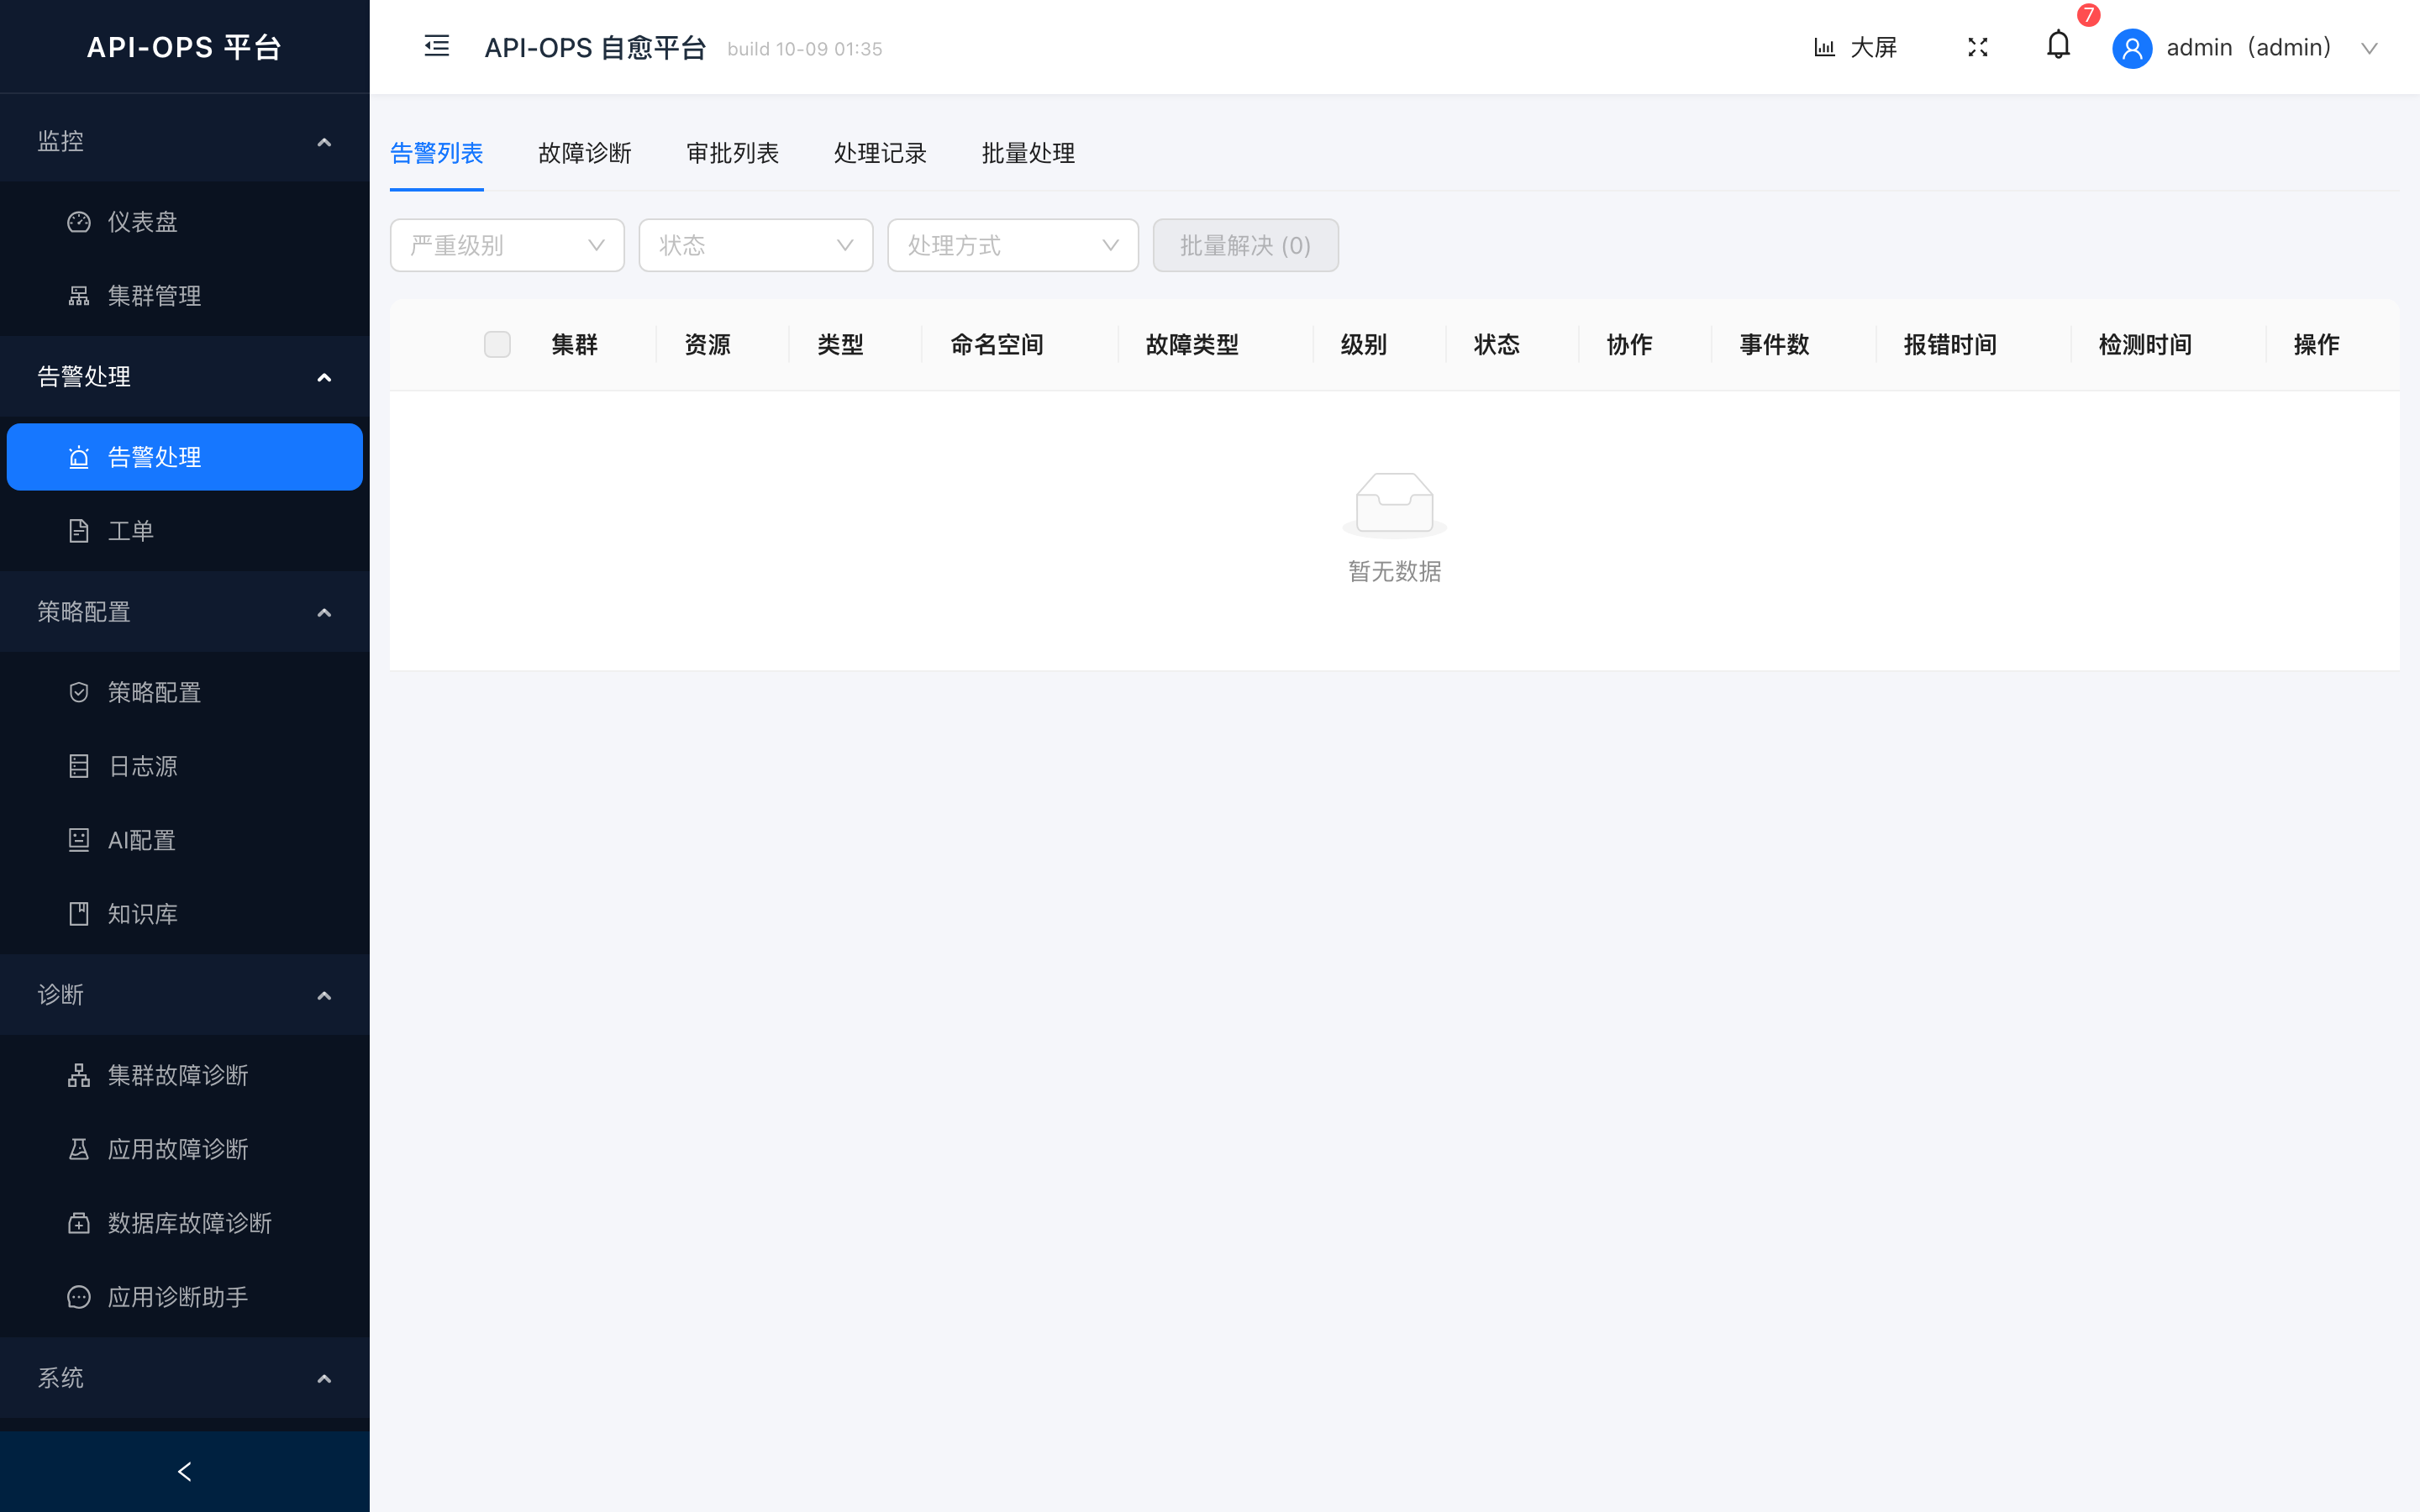 API-OPS 平台
监控
仪表盘
集群管理
告警处理
告警处理
工单
策略配置
策略配置
日志源
AI配置
知识库
诊断
集群故障诊断
应用故障诊断
数据库故障诊断
应用诊断助手
系统
API-OPS 自愈平台 build 10-09 01:35
大屏
7
admin（admin）
告警列表 故障诊断 审批列表 处理记录 批量处理
严重级别 状态 处理方式 批量解决 (0)
集群 资源 类型 命名空间 故障类型 级别 状态 协作 事件数 报错时间 检测时间 操作
暂无数据